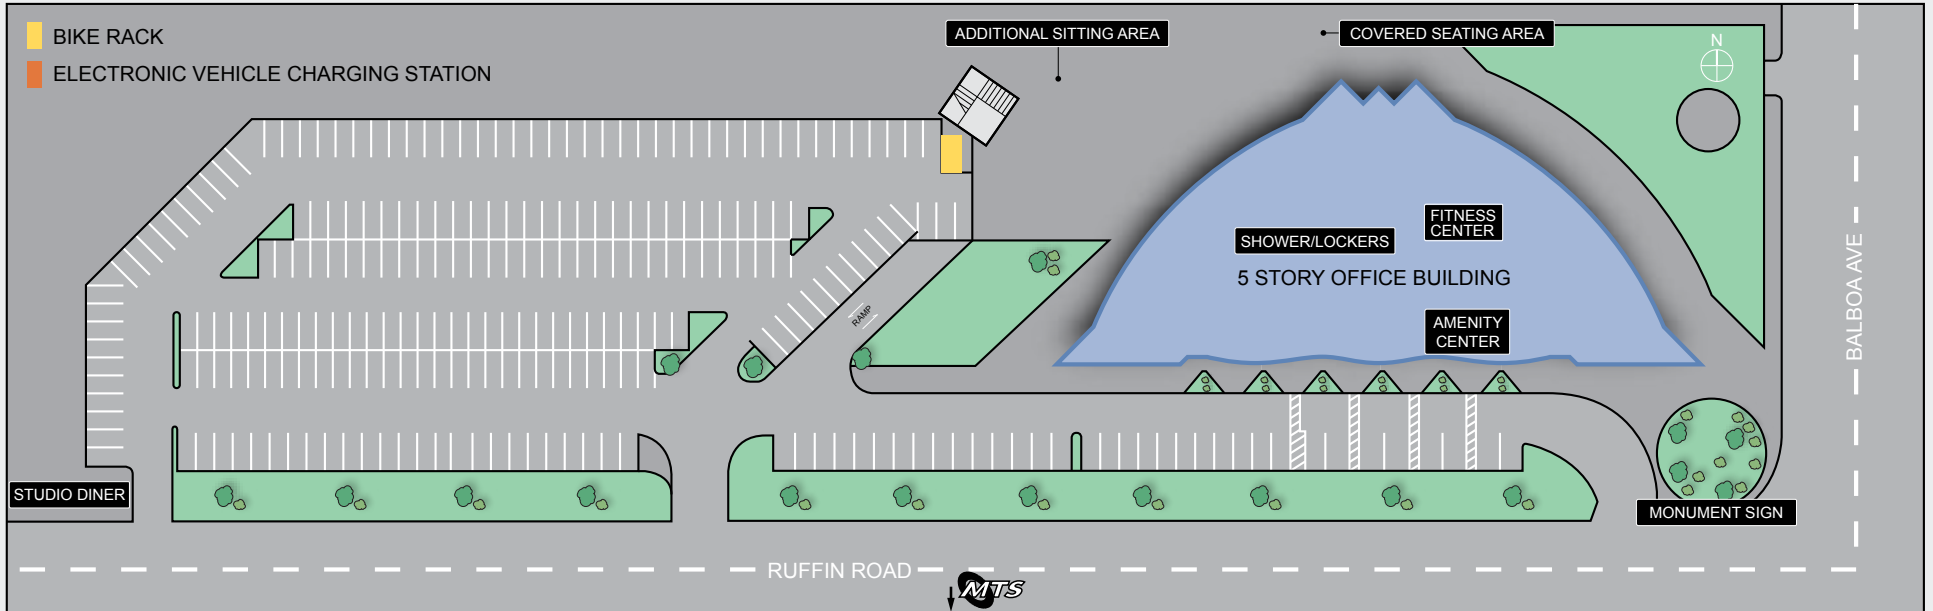 BIKE RACK
ELECTRONIC VEHICLE CHARGING STATION
ADDITIONAL SITTING AREA
COVERED SEATING AREA
N
FITNESS
CENTER
SHOWER/LOCKERS
5 STORY OFFICE BUILDING
AMENITY
CENTER
RAMP
BALBOA AVE
STUDIO DINER
MONUMENT SIGN
RUFFIN ROAD
MTS